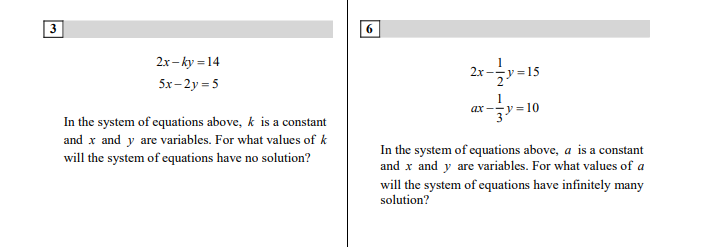 3
2x – ky = 14
5x – 2y = 5
In the system of equations above, k is a constant
and x and y are variables. For what values of k
will the system of equations have no solution?
6
2x – 1/2 y = 15
ax – 1/3 y = 10
In the system of equations above, a is a constant
and x and y are variables. For what values of a
will the system of equations have infinitely many
solution?